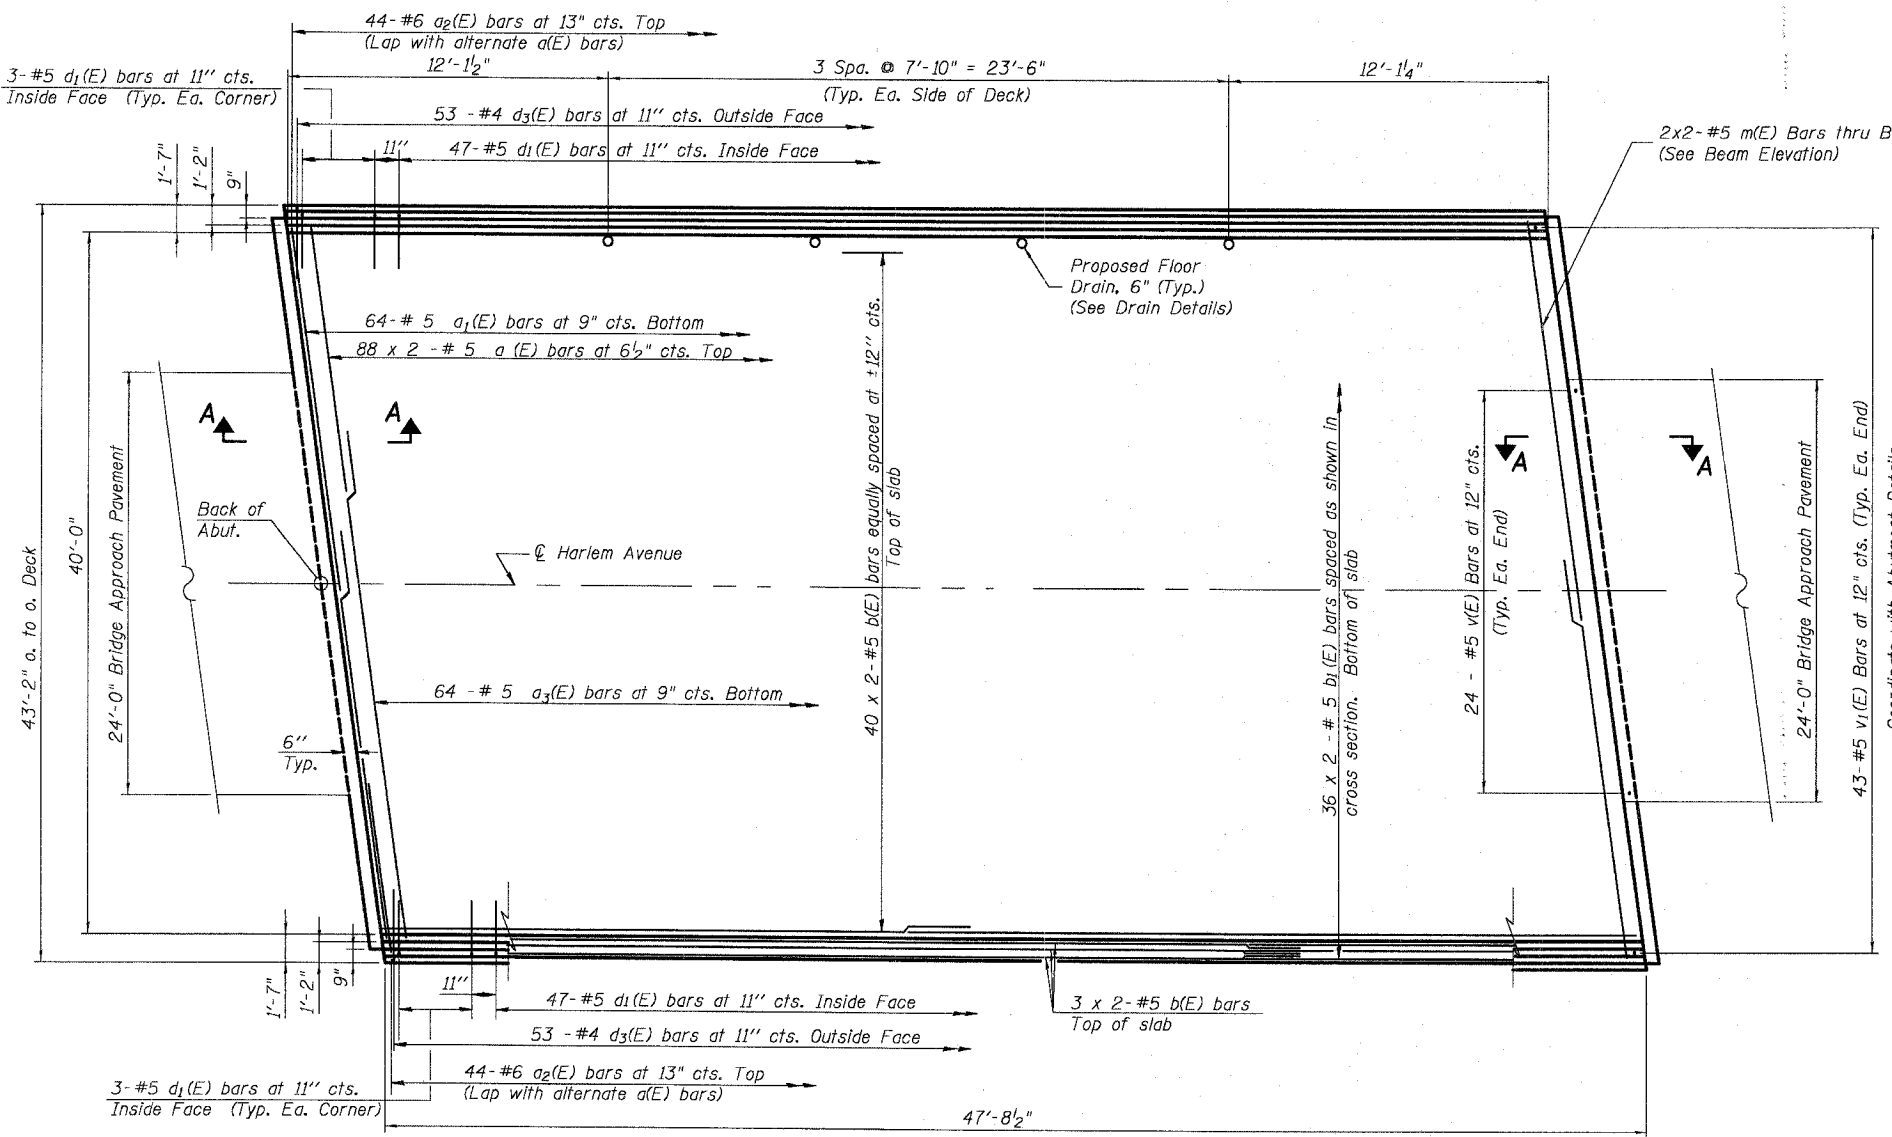 44-#6 a2(E) bars at 13" cts. Top
(Lap with alternate a(E) bars)
3-#5 d1(E) bars at 11" cts.
Inside Face (Typ. Ea. Corner)
12'-1½"
3 Spa. @ 7'-10" = 23'-6"
(Typ. Ea. Side of Deck)
12'-1¼"
53 -#4 d3(E) bars at 11" cts. Outside Face
11"
47-#5 d1(E) bars at 11" cts. Inside Face
2x2-#5 m(E) Bars thru B
(See Beam Elevation)
1'-7"
1'-2"
9"
Proposed Floor
Drain, 6" (Typ.)
(See Drain Details)
64-# 5 a1(E) bars at 9" cts. Bottom
88 x 2 -# 5 a (E) bars at 6½" cts. Top
A
A
A
A
43'-2" o. to o. Deck
40'-0"
24'-0" Bridge Approach Pavement
Back of
Abut.
℄ Harlem Avenue
40 x 2-#5 b(E) bars equally spaced at ±12" cts.
Top of slab
36 x 2 -# 5 b1(E) bars spaced as shown in
cross section. Bottom of slab
24 - #5 v(E) Bars at 12" cts.
(Typ. Ea. End)
24'-0" Bridge Approach Pavement
43-#5 v1(E) Bars at 12" cts. (Typ. Ea. End)
64 -# 5 a3(E) bars at 9" cts. Bottom
6"
Typ.
1'-7"
1'-2"
9"
11"
47-#5 d1(E) bars at 11" cts. Inside Face
3 x 2-#5 b(E) bars
Top of slab
53 -#4 d3(E) bars at 11" cts. Outside Face
44-#6 a2(E) bars at 13" cts. Top
(Lap with alternate a(E) bars)
3-#5 d1(E) bars at 11" cts.
Inside Face (Typ. Ea. Corner)
47'-8½"